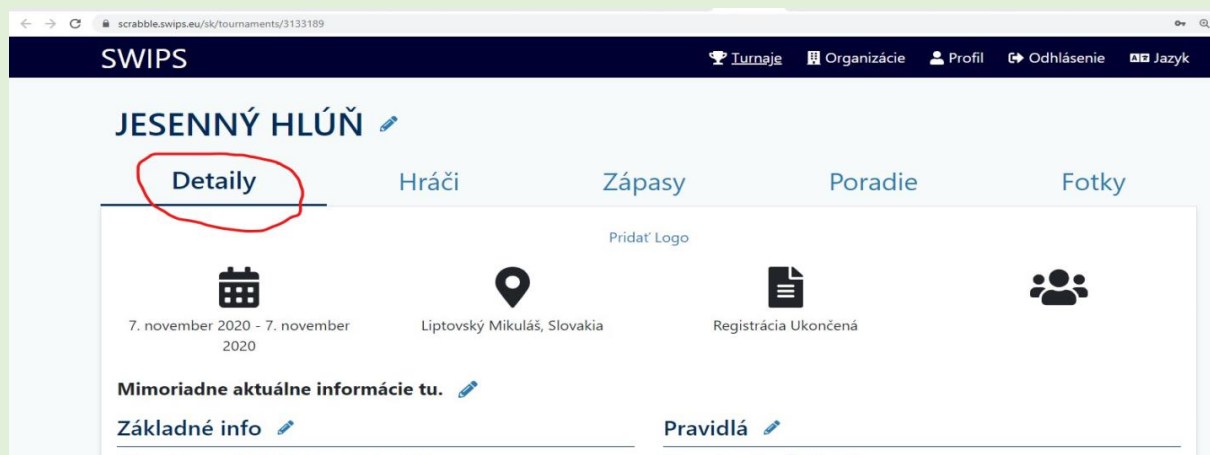 scrabble.swips.eu/sk/tournaments/3133189
SWIPS
Turnaje
Organizácie
Profil
Odhlásenie
Jazyk
JESENNÝ HLÚŇ
Detaily
Hráči
Zápasy
Poradie
Fotky
Pridať Logo
7. november 2020 - 7. november
2020
Liptovský Mikuláš, Slovakia
Registrácia Ukončená
Mimoriadne aktuálne informácie tu.
Základné info
Pravidlá